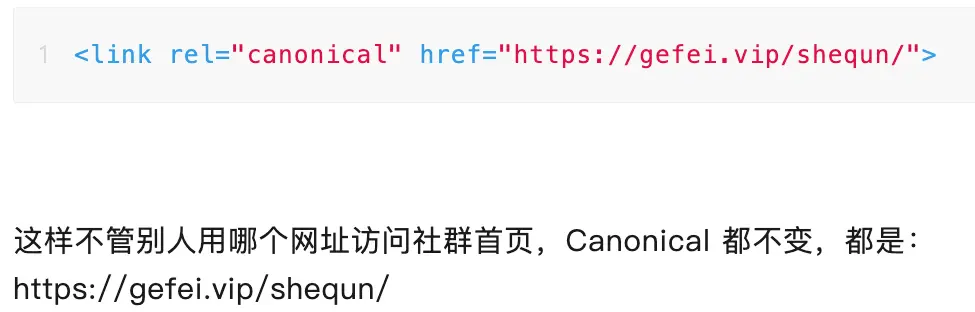 1 <link rel="canonical" href="https://gefei.vip/shequn/">
这样不管别人用哪个网址访问社群首页，Canonical 都不变，都是：
https://gefei.vip/shequn/